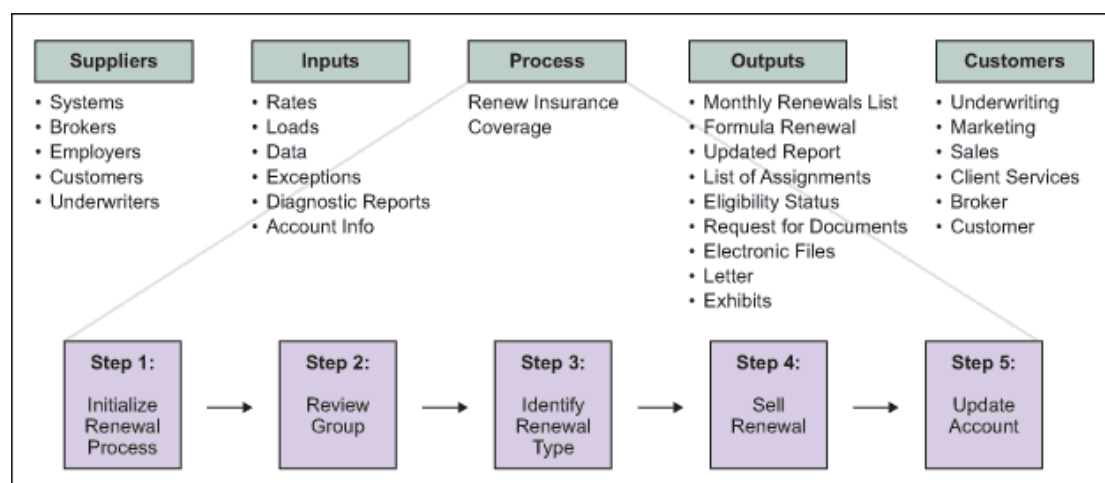 Suppliers
• Systems
• Brokers
• Employers
• Customers
• Underwriters
Inputs
• Rates
• Loads
• Data
• Exceptions
• Diagnostic Reports
• Account Info
Process
Renew Insurance
Coverage
Outputs
• Monthly Renewals List
• Formula Renewal
• Updated Report
• List of Assignments
• Eligibility Status
• Request for Documents
• Electronic Files
• Letter
• Exhibits
Customers
• Underwriting
• Marketing
• Sales
• Client Services
• Broker
• Customer
Step 1:
Initialize
Renewal
Process
Step 2:
Review
Group
Step 3:
Identify
Renewal
Type
Step 4:
Sell
Renewal
Step 5:
Update
Account